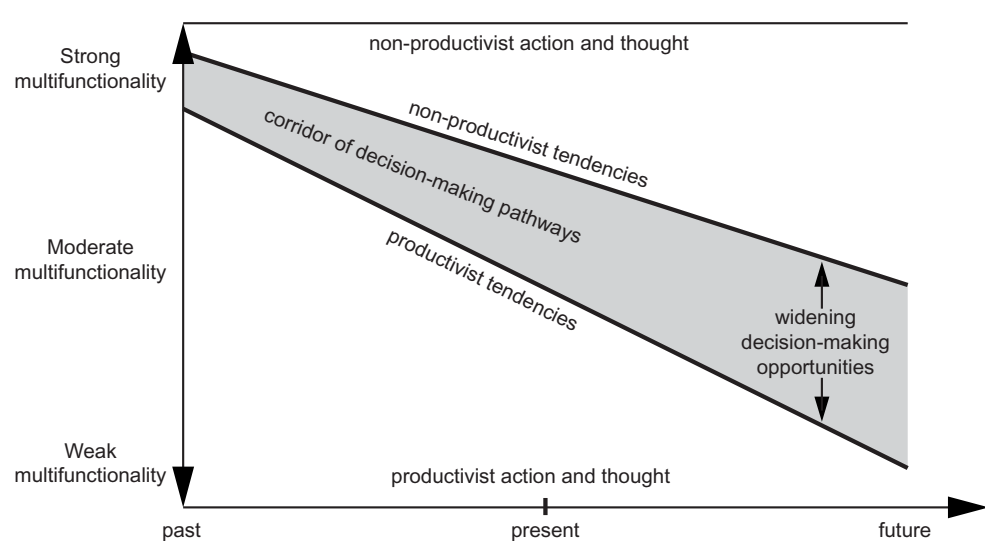 non-productivist action and thought
Strong
multifunctionality
non-productivist tendencies
corridor of decision-making pathways
productivist tendencies
Moderate
multifunctionality
widening
decision-making
opportunities
Weak
multifunctionality
productivist action and thought
past
present
future